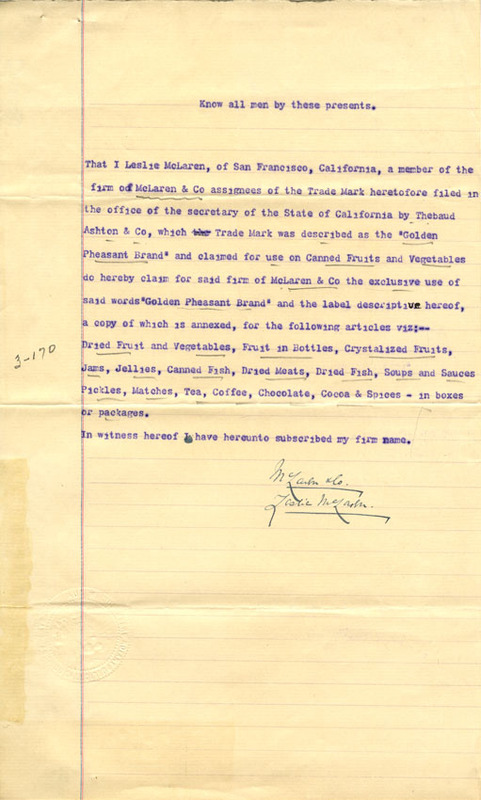 Know all men by these presents.
That I Leslie McLaren, of San Francisco, California, a member of the
firm of McLaren & Co assignees of the Trade Mark heretofore filed in
the office of the secretary of the State of California by Thebaud
Ashton & Co, which Trade Mark was described as the "Golden
Pheasant Brand" and claimed for use on Canned Fruits and Vegetables
do hereby claim for said firm of McLaren & Co the exclusive use of
said words"Golden Pheasant Brand" and the label descriptive hereof,
a copy of which is annexed, for the following articles viz:--
3-170
Dried Fruit and Vegetables, Fruit in Bottles, Crystalized Fruits,
Jams, Jellies, Canned Fish, Dried Meats, Dried Fish, Soups and Sauces
Pickles, Matches, Tea, Coffee, Chocolate, Cocoa & Spices - in boxes
or packages.
In witness hereof I have hereunto subscribed my firm name.
McLaren & Co.
Leslie McLaren.